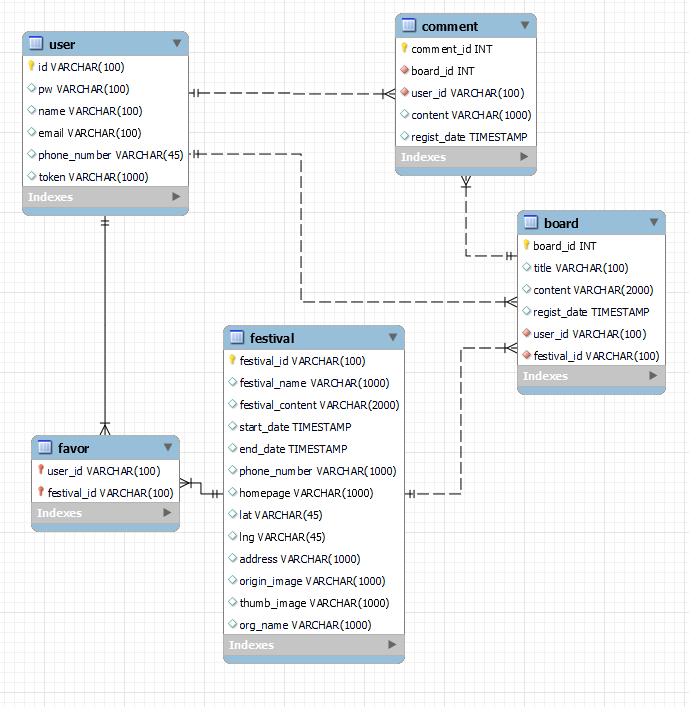 user
id VARCHAR(100)
pw VARCHAR(100)
name VARCHAR(100)
email VARCHAR(100)
phone_number VARCHAR(45)
token VARCHAR(1000)
Indexes
comment
comment_id INT
board_id INT
user_id VARCHAR(100)
content VARCHAR(1000)
regist_date TIMESTAMP
Indexes
board
board_id INT
title VARCHAR(100)
content VARCHAR(2000)
regist_date TIMESTAMP
user_id VARCHAR(100)
festival_id VARCHAR(100)
Indexes
festival
festival_id VARCHAR(100)
festival_name VARCHAR(1000)
festival_content VARCHAR(2000)
start_date TIMESTAMP
end_date TIMESTAMP
phone_number VARCHAR(1000)
homepage VARCHAR(1000)
lat VARCHAR(45)
lng VARCHAR(45)
address VARCHAR(1000)
origin_image VARCHAR(1000)
thumb_image VARCHAR(1000)
org_name VARCHAR(1000)
Indexes
favor
user_id VARCHAR(100)
festival_id VARCHAR(100)
Indexes